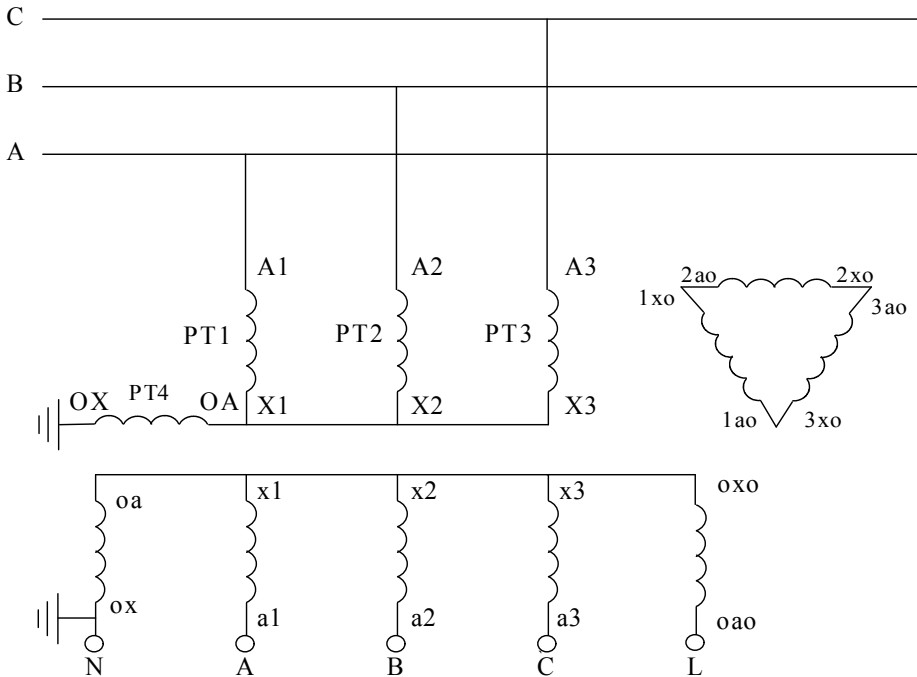 C
B
A
A1 A2 A3
2ao 2xo
1xo 3ao
PT1 PT2 PT3
OX PT4 OA X1 X2 X3
1ao 3xo
oa x1 x2 x3 oxo
ox a1 a2 a3 oao
N A B C L